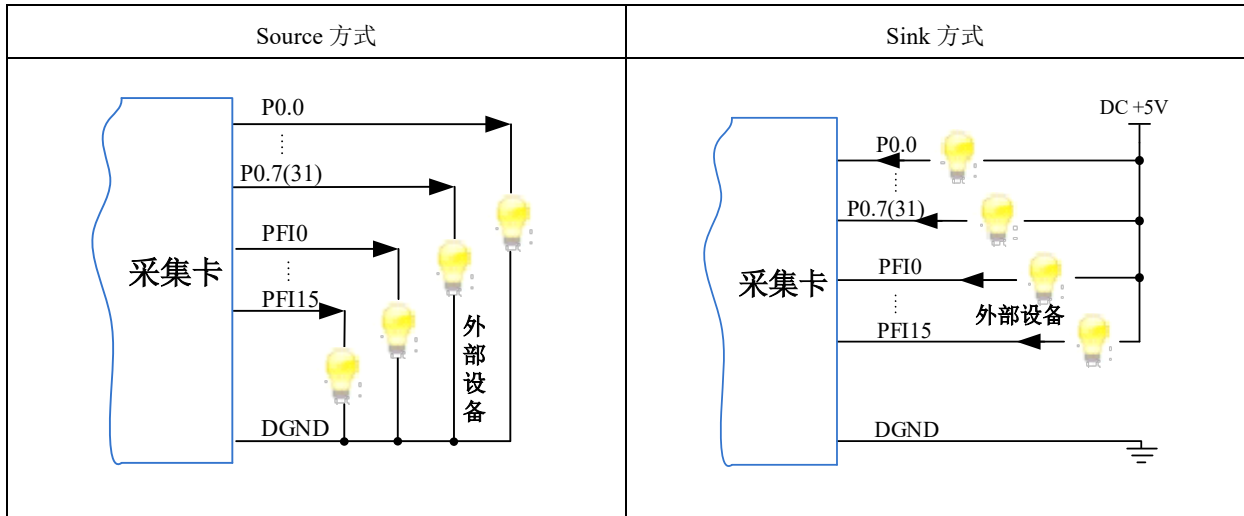 Source 方式
Sink 方式
P0.0
P0.7(31)
PFI0
PFI15
采集卡
外部设备
DGND
DC +5V
P0.0
P0.7(31)
PFI0
采集卡
外部设备
PFI15
DGND